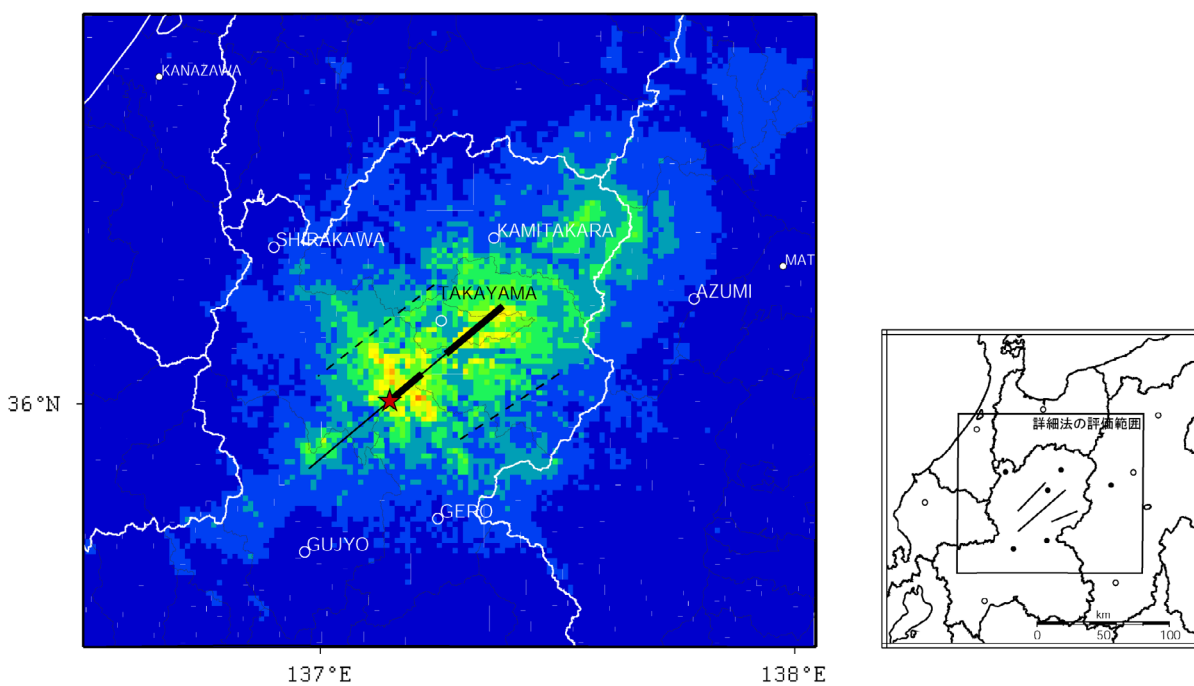 KANAZAWA
SHIRAKAWA
KAMITAKARA
MAT
TAKAYAMA
AZUMI
36°N
GERO
GUJYO
137°E
138°E
詳細法の評価範囲
km
0
50
100